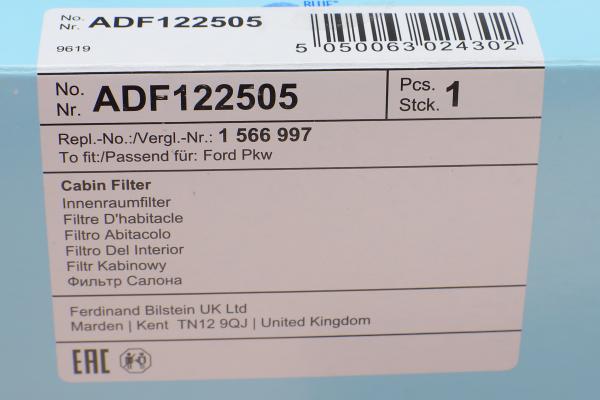 BLUE
No.
Nr. ADF122505
9619
5 050063 024302
No.
Nr. ADF122505
Pcs.
Stck. 1
Repl.-No.:/Vergl.-Nr.: 1 566 997
To fit:/Passend für: Ford Pkw
Cabin Filter
Innenraumfilter
Filtre D'habitacle
Filtro Abitacolo
Filtro Del Interior
Filtr Kabinowy
Фильтр Салона
Ferdinand Bilstein UK Ltd
Marden | Kent TN12 9QJ | United Kingdom
EAC